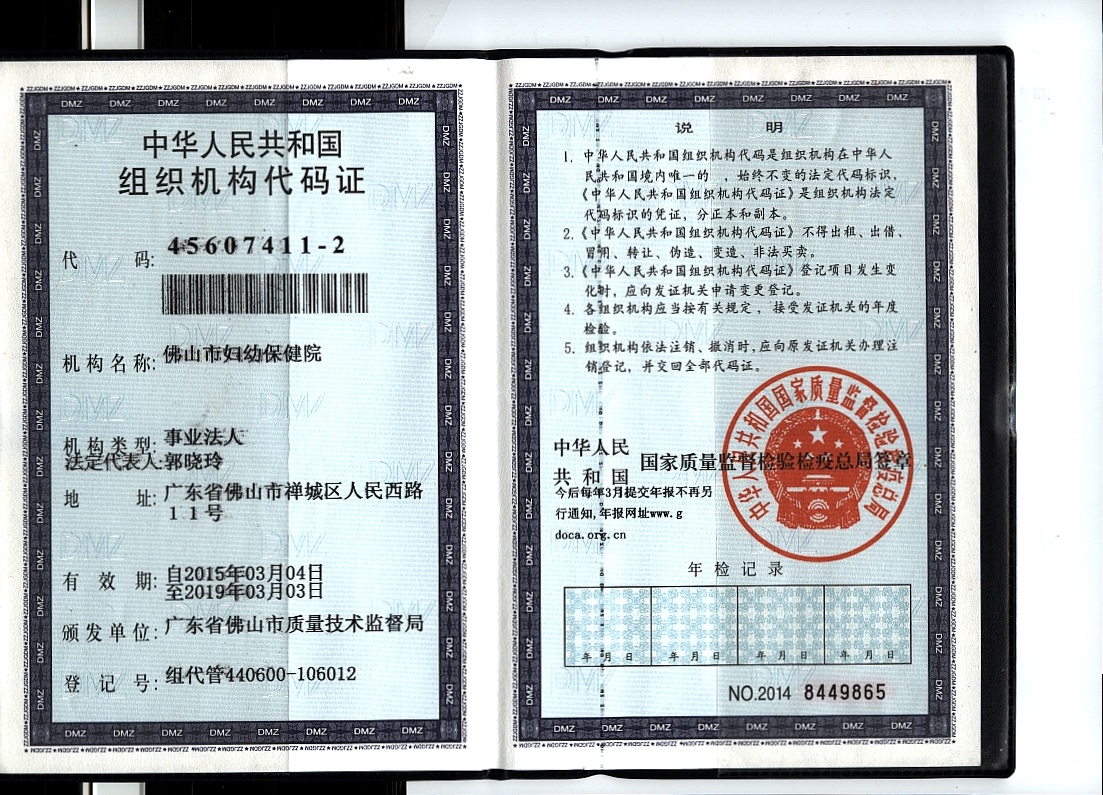 中华人民共和国
组织机构代码证
代 码: 45607411-2
机构名称: 佛山市妇幼保健院
机构类型: 事业法人
法定代表人: 郭晓玲
地 址: 广东省佛山市禅城区人民西路
11号
有 效 期: 自2015年03月04日
至2019年03月03日
颁发单位: 广东省佛山市质量技术监督局
登 记 号: 组代管440600-106012
说 明
1. 中华人民共和国组织机构代码是组织机构在中华人
民共和国境内唯一的 、始终不变的法定代码标识,
《中华人民共和国组织机构代码证》是组织机构法定
代码标识的凭证, 分正本和副本。
2.《中华人民共和国组织机构代码证》不得出租、出借、
冒用、转让、伪造、变造、非法买卖。
3.《中华人民共和国组织机构代码证》登记项目发生变
化时, 应向发证机关申请变更登记。
4. 各组织机构应当按有关规定, 接受发证机关的年度
检验。
5. 组织机构依法注销、撤消时,应向原发证机关办理注
销登记, 并交回全部代码证。
中华人民
共和国 国家质量监督检验检疫总局签章
今后每年3月提交年报不再另
行通知,年报网址www.g
doca.org.cn
中华人民共和国国家质量监督检验检疫总局
年检记录
年 月 日 年 月 日 年 月 日 年 月 日
NO.2014 8449865